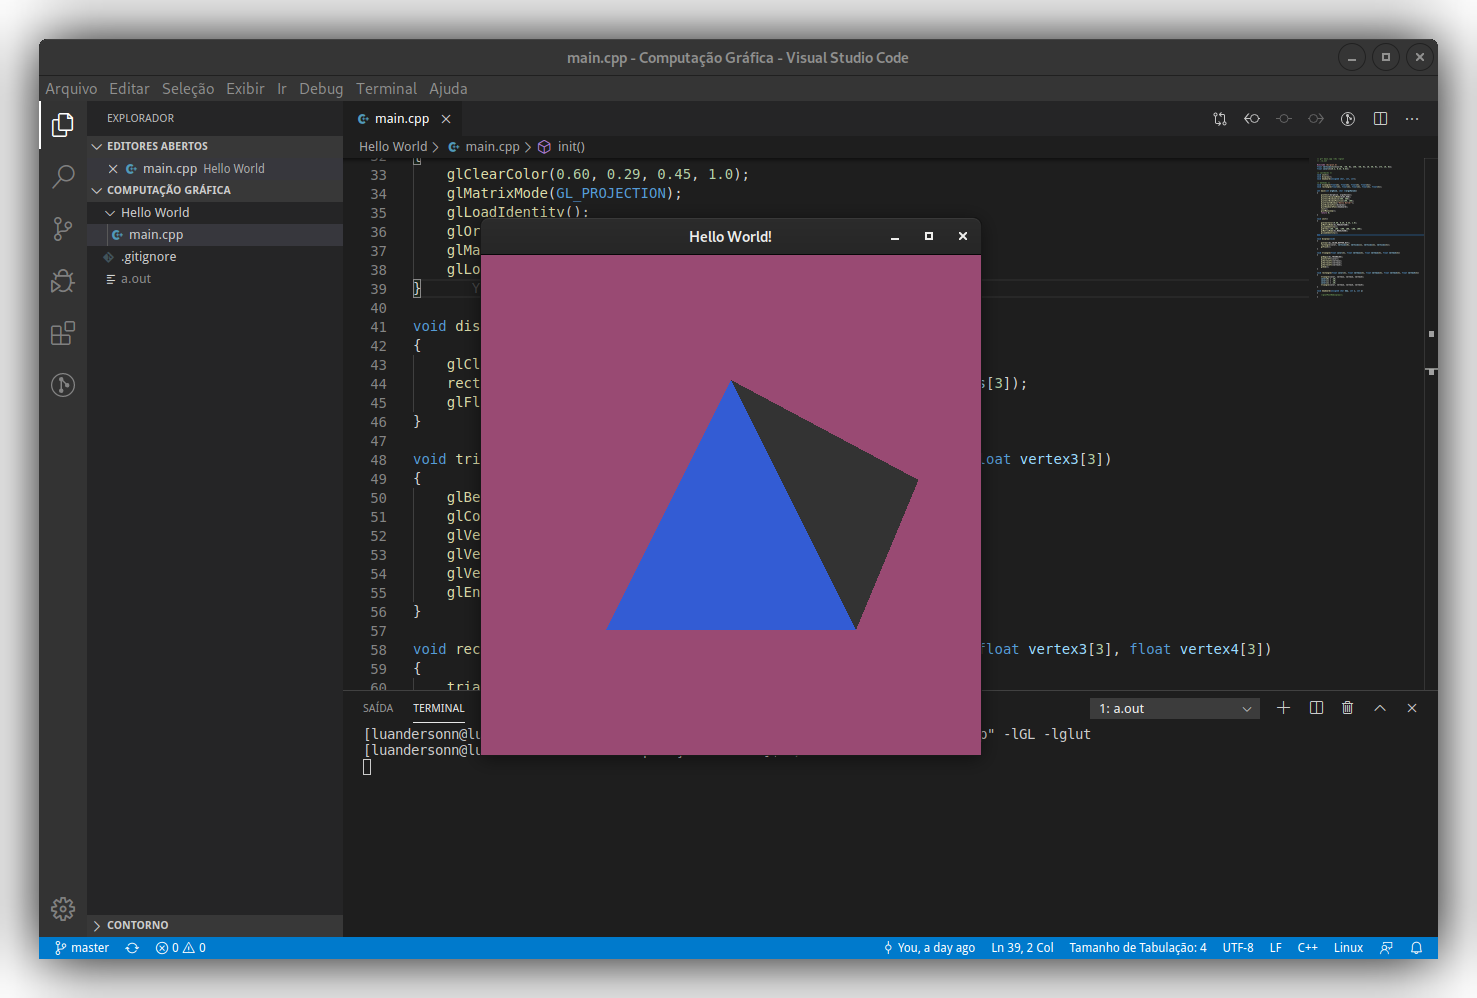 main.cpp - Computação Gráfica - Visual Studio Code
Arquivo Editar Seleção Exibir Ir Debug Terminal Ajuda
EXPLORADOR
EDITORES ABERTOS
main.cpp Hello World
COMPUTAÇÃO GRÁFICA
Hello World
main.cpp
.gitignore
a.out
CONTORNO
main.cpp
Hello World > main.cpp > init()
32 {
33 glClearColor(0.60, 0.29, 0.45, 1.0);
34 glMatrixMode(GL_PROJECTION);
35 glLoadIdentity();
36 glOr
37 glMa
38 glLo
39 }
40
41 void dis
42 {
43 glCl
44 rect s[3]);
45 glFl
46 }
47
48 void tri loat vertex3[3])
49 {
50 glBe
51 glCo
52 glVe
53 glVe
54 glVe
55 glEn
56 }
57
58 void rec float vertex3[3], float vertex4[3])
59 {
60 tria
Hello World!
SAÍDA TERMINAL 1: a.out
[luandersonn@lu p" -lGL -lglut
[luandersonn@lu
master 0 0 You, a day ago Ln 39, 2 Col Tamanho de Tabulação: 4 UTF-8 LF C++ Linux